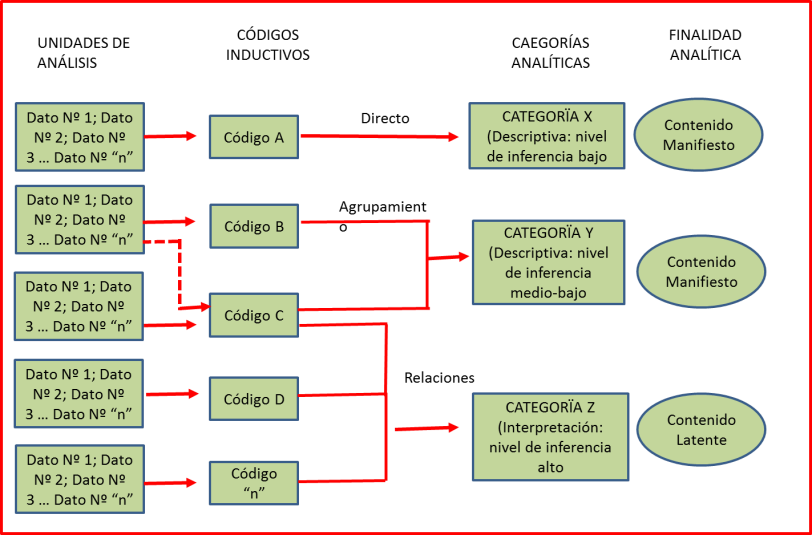 UNIDADES DE
ANÁLISIS
CÓDIGOS
INDUCTIVOS
CAEGORÍAS
ANALÍTICAS
FINALIDAD
ANALÍTICA
Dato Nº 1; Dato
Nº 2; Dato Nº
3 ... Dato Nº “n”
Código A
Directo
CATEGORÏA X
(Descriptiva: nivel
de inferencia bajo
Contenido
Manifiesto
Dato Nº 1; Dato
Nº 2; Dato Nº
3 ... Dato Nº “n”
Código B
Agrupamient
o
CATEGORÏA Y
(Descriptiva: nivel
de inferencia
medio-bajo
Contenido
Manifiesto
Dato Nº 1; Dato
Nº 2; Dato Nº
3 ... Dato Nº “n”
Código C
Dato Nº 1; Dato
Nº 2; Dato Nº
3 ... Dato Nº “n”
Código D
Relaciones
CATEGORÏA Z
(Interpretación:
nivel de inferencia
alto
Contenido
Latente
Dato Nº 1; Dato
Nº 2; Dato Nº
3 ... Dato Nº “n”
Código
“n”